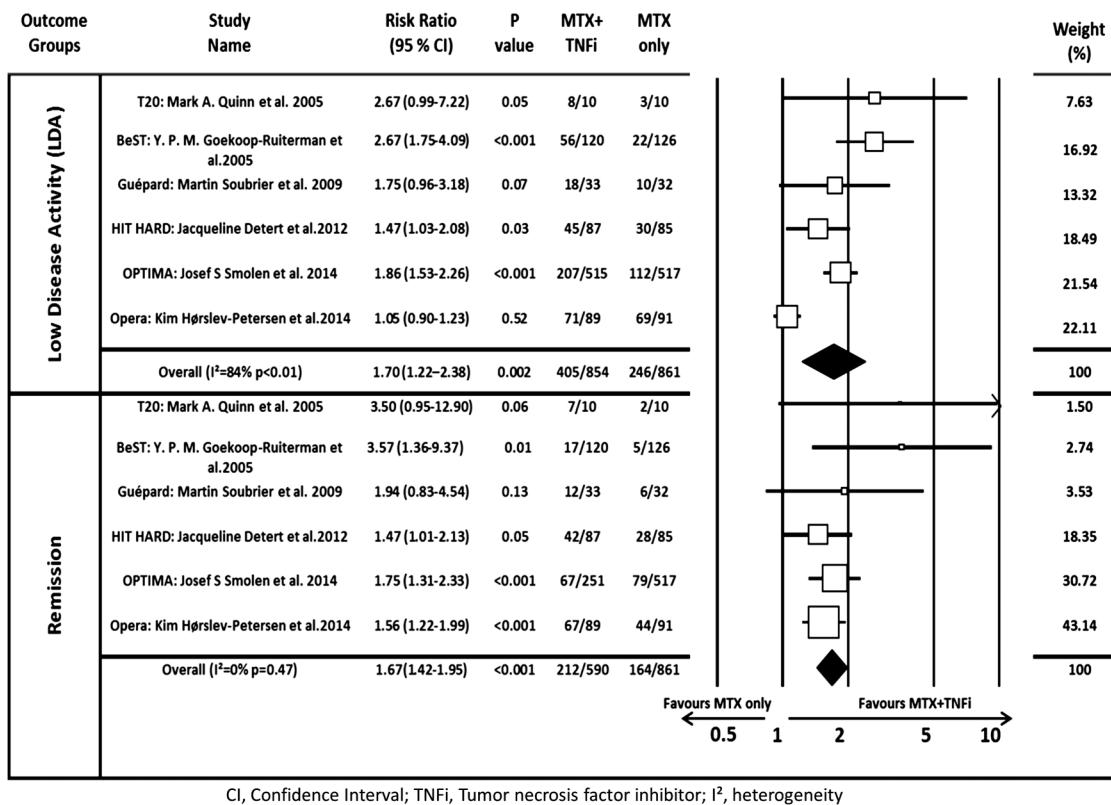 Outcome Groups Study Name Risk Ratio (95 % CI) P value MTX+ TNFi MTX only Weight (%)
Low Disease Activity (LDA)
T20: Mark A. Quinn et al. 2005 2.67 (0.99-7.22) 0.05 8/10 3/10 7.63
BeST: Y. P. M. Goekoop-Ruiterman et al.2005 2.67 (1.75-4.09) <0.001 56/120 22/126 16.92
Guépard: Martin Soubrier et al. 2009 1.75 (0.96-3.18) 0.07 18/33 10/32 13.32
HIT HARD: Jacqueline Detert et al.2012 1.47 (1.03-2.08) 0.03 45/87 30/85 18.49
OPTIMA: Josef S Smolen et al. 2014 1.86 (1.53-2.26) <0.001 207/515 112/517 21.54
Opera: Kim Hørslev-Petersen et al.2014 1.05 (0.90-1.23) 0.52 71/89 69/91 22.11
Overall (I²=84% p<0.01) 1.70 (1.22–2.38) 0.002 405/854 246/861 100
Remission
T20: Mark A. Quinn et al. 2005 3.50 (0.95-12.90) 0.06 7/10 2/10 1.50
BeST: Y. P. M. Goekoop-Ruiterman et al.2005 3.57 (1.36-9.37) 0.01 17/120 5/126 2.74
Guépard: Martin Soubrier et al. 2009 1.94 (0.83-4.54) 0.13 12/33 6/32 3.53
HIT HARD: Jacqueline Detert et al.2012 1.47 (1.01-2.13) 0.05 42/87 28/85 18.35
OPTIMA: Josef S Smolen et al. 2014 1.75 (1.31-2.33) <0.001 67/251 79/517 30.72
Opera: Kim Hørslev-Petersen et al.2014 1.56 (1.22-1.99) <0.001 67/89 44/91 43.14
Overall (I²=0% p=0.47) 1.67(1.42-1.95) <0.001 212/590 164/861 100
Favours MTX only Favours MTX+TNFi
0.5 1 2 5 10
CI, Confidence Interval; TNFi, Tumor necrosis factor inhibitor; I², heterogeneity